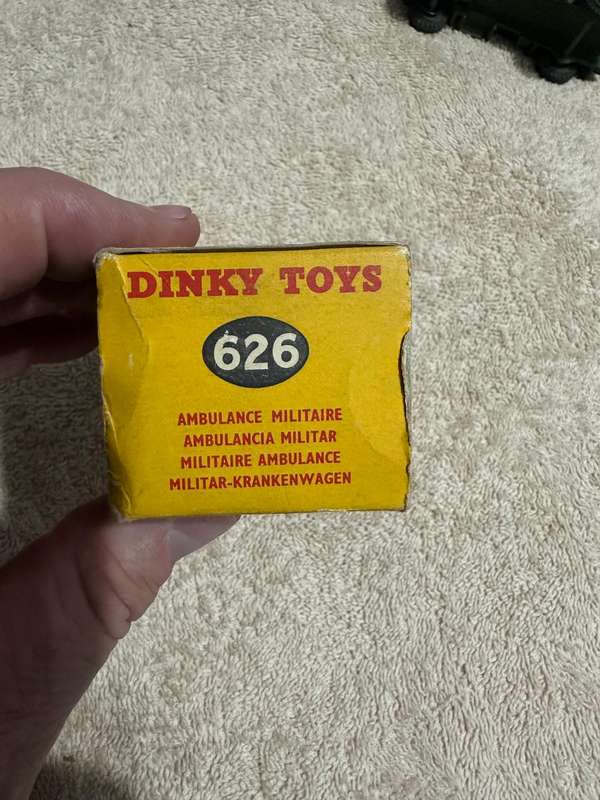 DINKY TOYS
626
AMBULANCE MILITAIRE
AMBULANCIA MILITAR
MILITAIRE AMBULANCE
MILITAR-KRANKENWAGEN